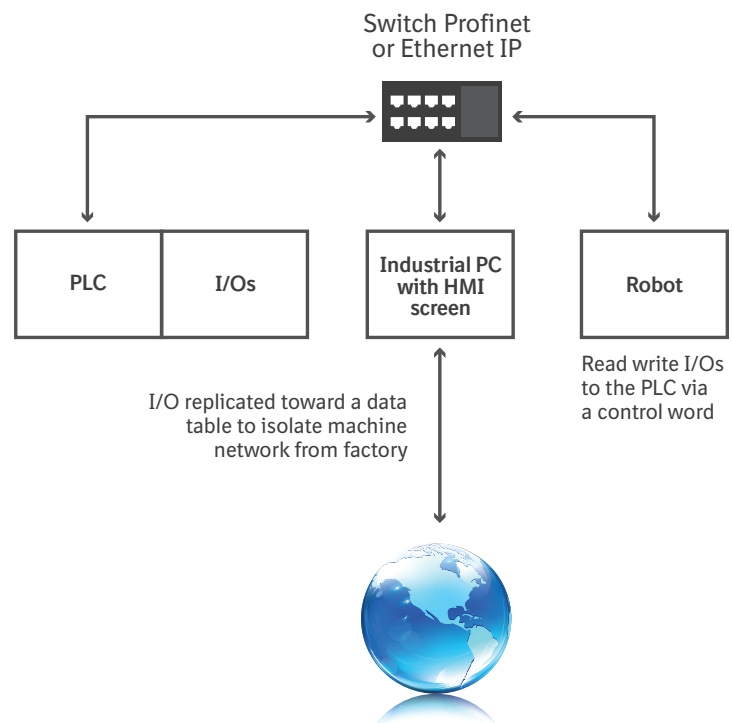 Switch Profinet
or Ethernet IP
PLC
I/Os
Industrial PC
with HMI
screen
Robot
Read write I/Os
to the PLC via
a control word
I/O replicated toward a data
table to isolate machine
network from factory